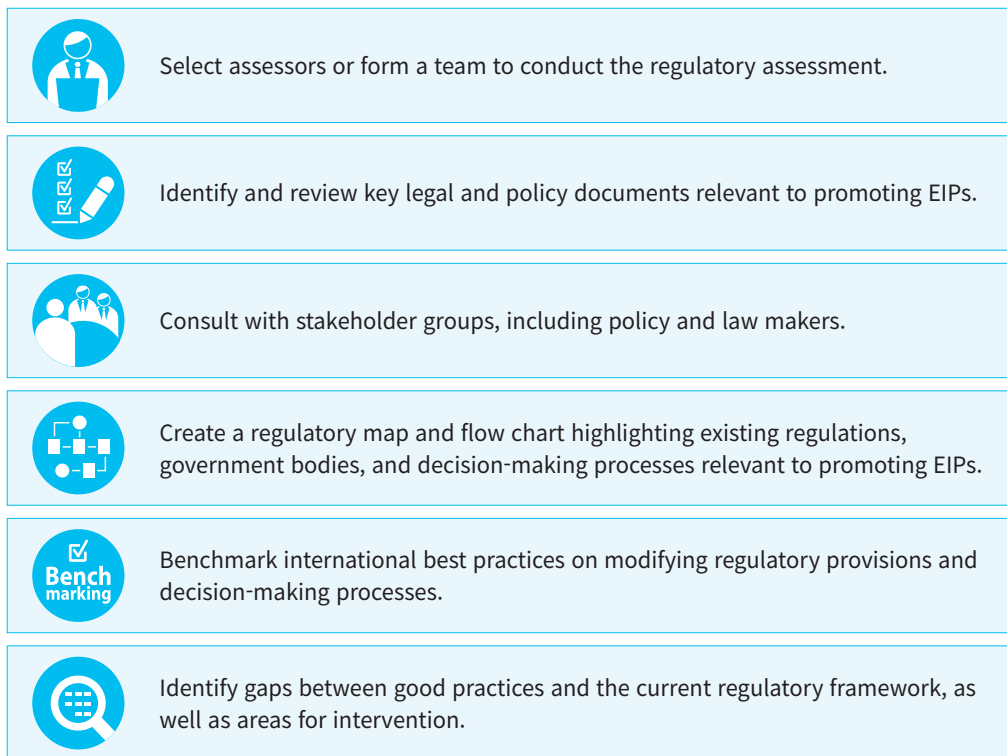 Select assessors or form a team to conduct the regulatory assessment.
Identify and review key legal and policy documents relevant to promoting EIPs.
Consult with stakeholder groups, including policy and law makers.
Create a regulatory map and flow chart highlighting existing regulations,
government bodies, and decision-making processes relevant to promoting EIPs.
Bench
marking
Benchmark international best practices on modifying regulatory provisions and
decision-making processes.
Identify gaps between good practices and the current regulatory framework, as
well as areas for intervention.